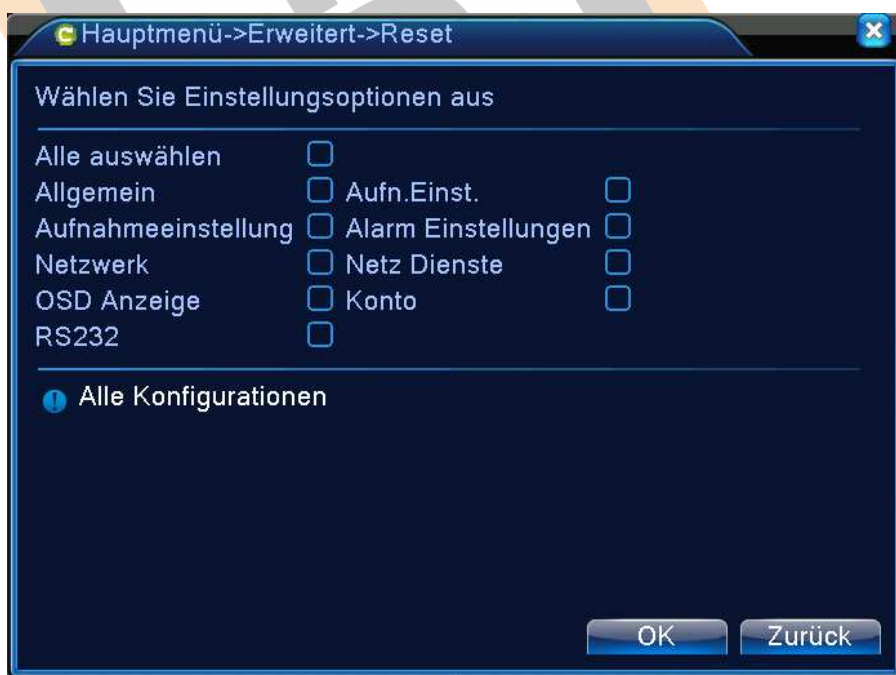 Hauptmenü->Erweitert->Reset
Wählen Sie Einstellungsoptionen aus
Alle auswählen
Allgemein Aufn.Einst.
Aufnahmeeinstellung Alarm Einstellungen
Netzwerk Netz Dienste
OSD Anzeige Konto
RS232
Alle Konfigurationen
OK Zurück